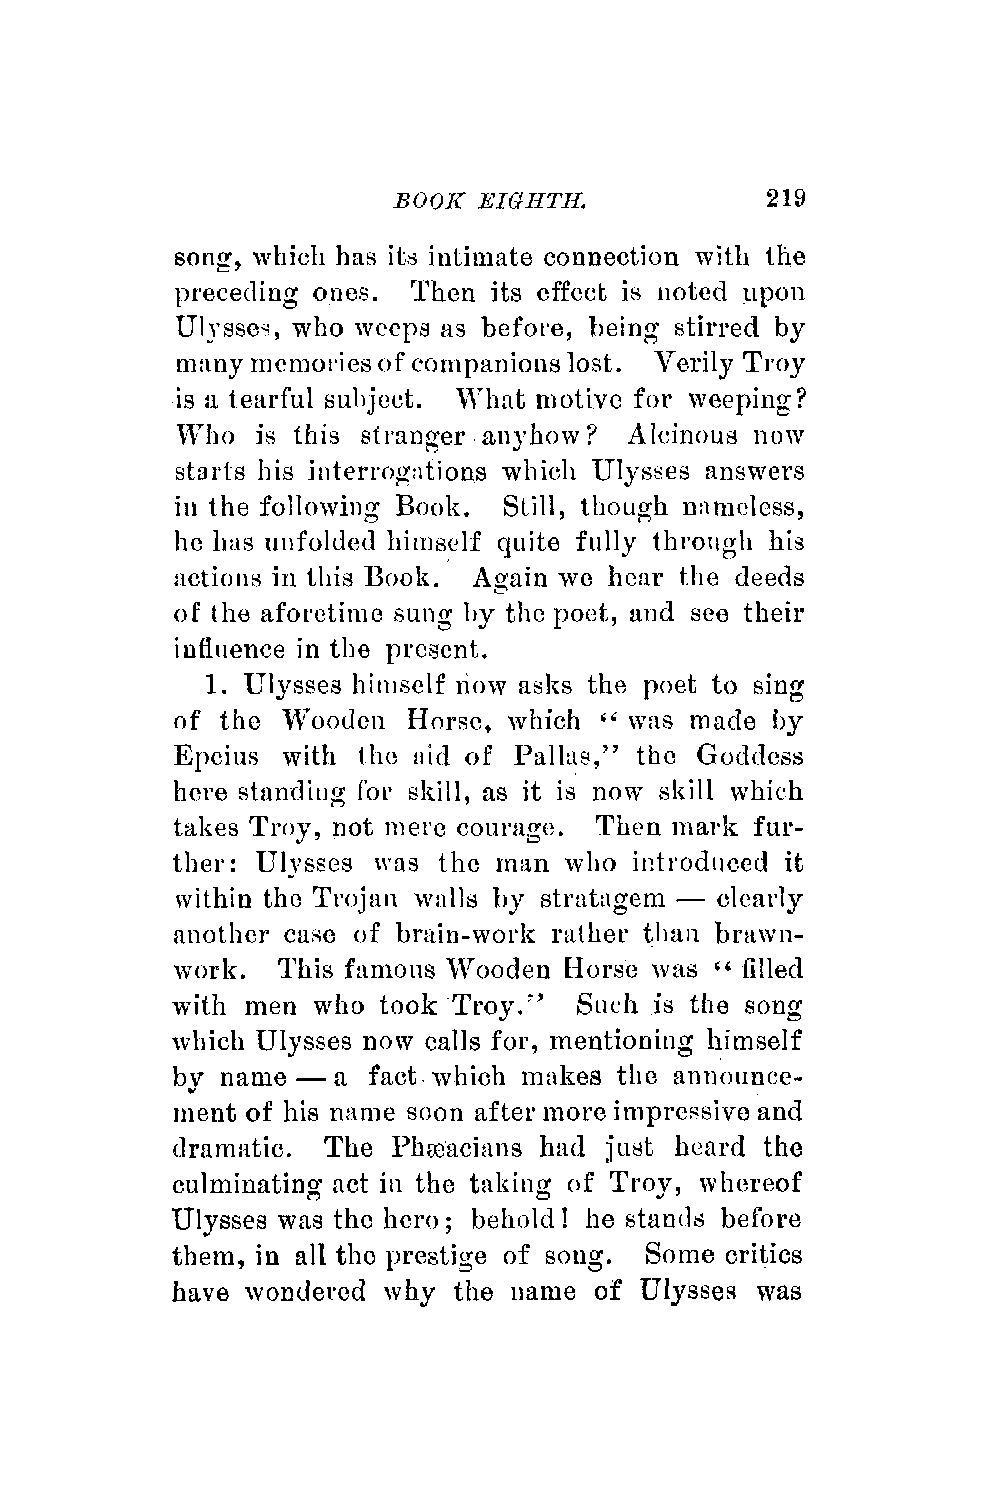 BOOK EIGHTH. 219
song, which has its intimate connection with the
preceding ones. Then its effect is noted upon
Ulysses, who weeps as before, being stirred by
many memories of companions lost. Verily Troy
is a tearful subject. What motive for weeping?
Who is this stranger anyhow? Alcinous now
starts his interrogations which Ulysses answers
in the following Book. Still, though nameless,
he has unfolded himself quite fully through his
actions in this Book. Again we hear the deeds
of the aforetime sung by the poet, and see their
influence in the present.
1. Ulysses himself now asks the poet to sing
of the Wooden Horse, which “ was made by
Epeius with the aid of Pallas,” the Goddess
here standing for skill, as it is now skill which
takes Troy, not mere courage. Then mark fur-
ther: Ulysses was the man who introduced it
within the Trojan walls by stratagem — clearly
another case of brain-work rather than brawn-
work. This famous Wooden Horse was “ filled
with men who took Troy.” Such is the song
which Ulysses now calls for, mentioning himself
by name — a fact which makes the announce-
ment of his name soon after more impressive and
dramatic. The Phæacians had just heard the
culminating act in the taking of Troy, whereof
Ulysses was the hero; behold! he stands before
them, in all the prestige of song. Some critics
have wondered why the name of Ulysses was